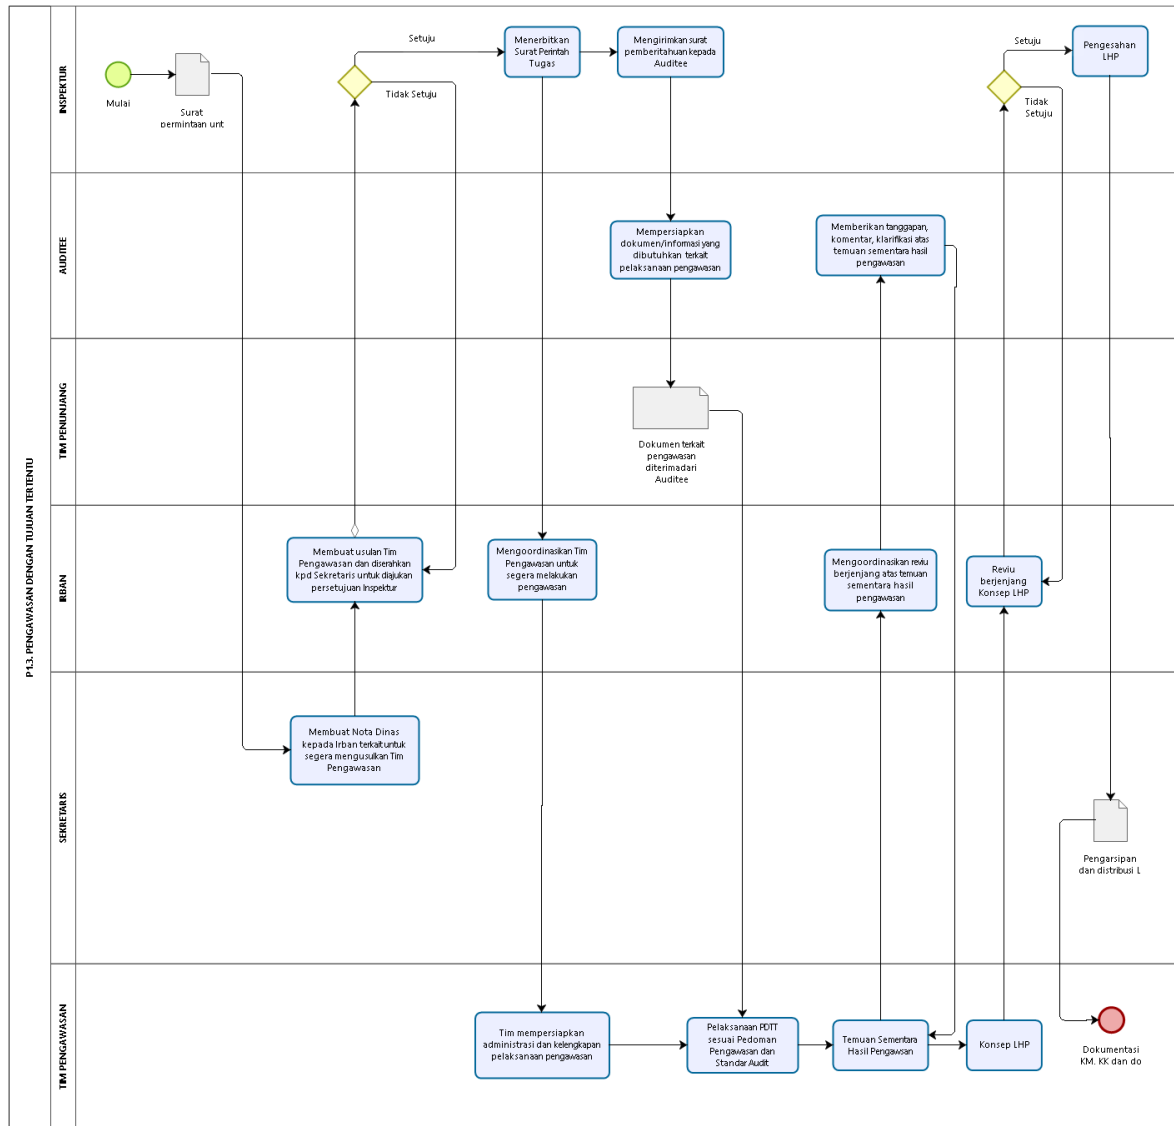 P1.3. PENGAWASAN DENGAN TUJUAN TERTENTU
INSPEKTUR
Mulai
Surat
permintaan unt
Setuju
Tidak Setuju
Menerbitkan
Surat Perintah
Tugas
Mengirimkan surat
pemberitahuan kepada
Auditee
Setuju
Tidak
Setuju
Pengesahan
LHP
AUDITEE
Mempersiapkan
dokumen/informasi yang
dibutuhkan terkait
pelaksanaan pengawasan
Memberikan tanggapan,
komentar, klarifikasi atas
temuan sementara hasil
pengawasan
TIM PENUNJANG
Dokumen terkait
pengawasan
diterima dari
Auditee
IRBAN
Membuat usulan Tim
Pengawasan dan diserahkan
kpd Sekretaris untuk diajukan
persetujuan Inspektur
Mengoordinasikan Tim
Pengawasan untuk
segera melakukan
pengawasan
Mengoordinasikan reviu
berjenjang atas temuan
sementara hasil
pengawasan
Reviu
berjenjang
Konsep LHP
SEKRETARIS
Membuat Nota Dinas
kepada Irban terkait untuk
segera mengusulkan Tim
Pengawasan
Pengarsipan
dan distribusi L
TIM PENGAWASAN
Tim mempersiapkan
administrasi dan kelengkapan
pelaksanaan pengawasan
Pelaksanaan PDTT
sesuai Pedoman
Pengawasan dan
Standar Audit
Temuan Sementara
Hasil Pengawsan
Konsep LHP
Dokumentasi
KM. KK dan do